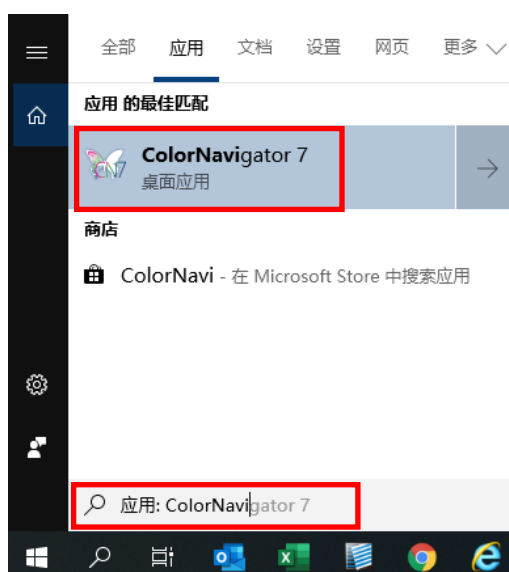 全部 应用 文档 设置 网页 更多
应用 的最佳匹配
CN7
ColorNavigator 7
桌面应用
商店
ColorNavi - 在 Microsoft Store 中搜索应用
应用: ColorNavigator 7